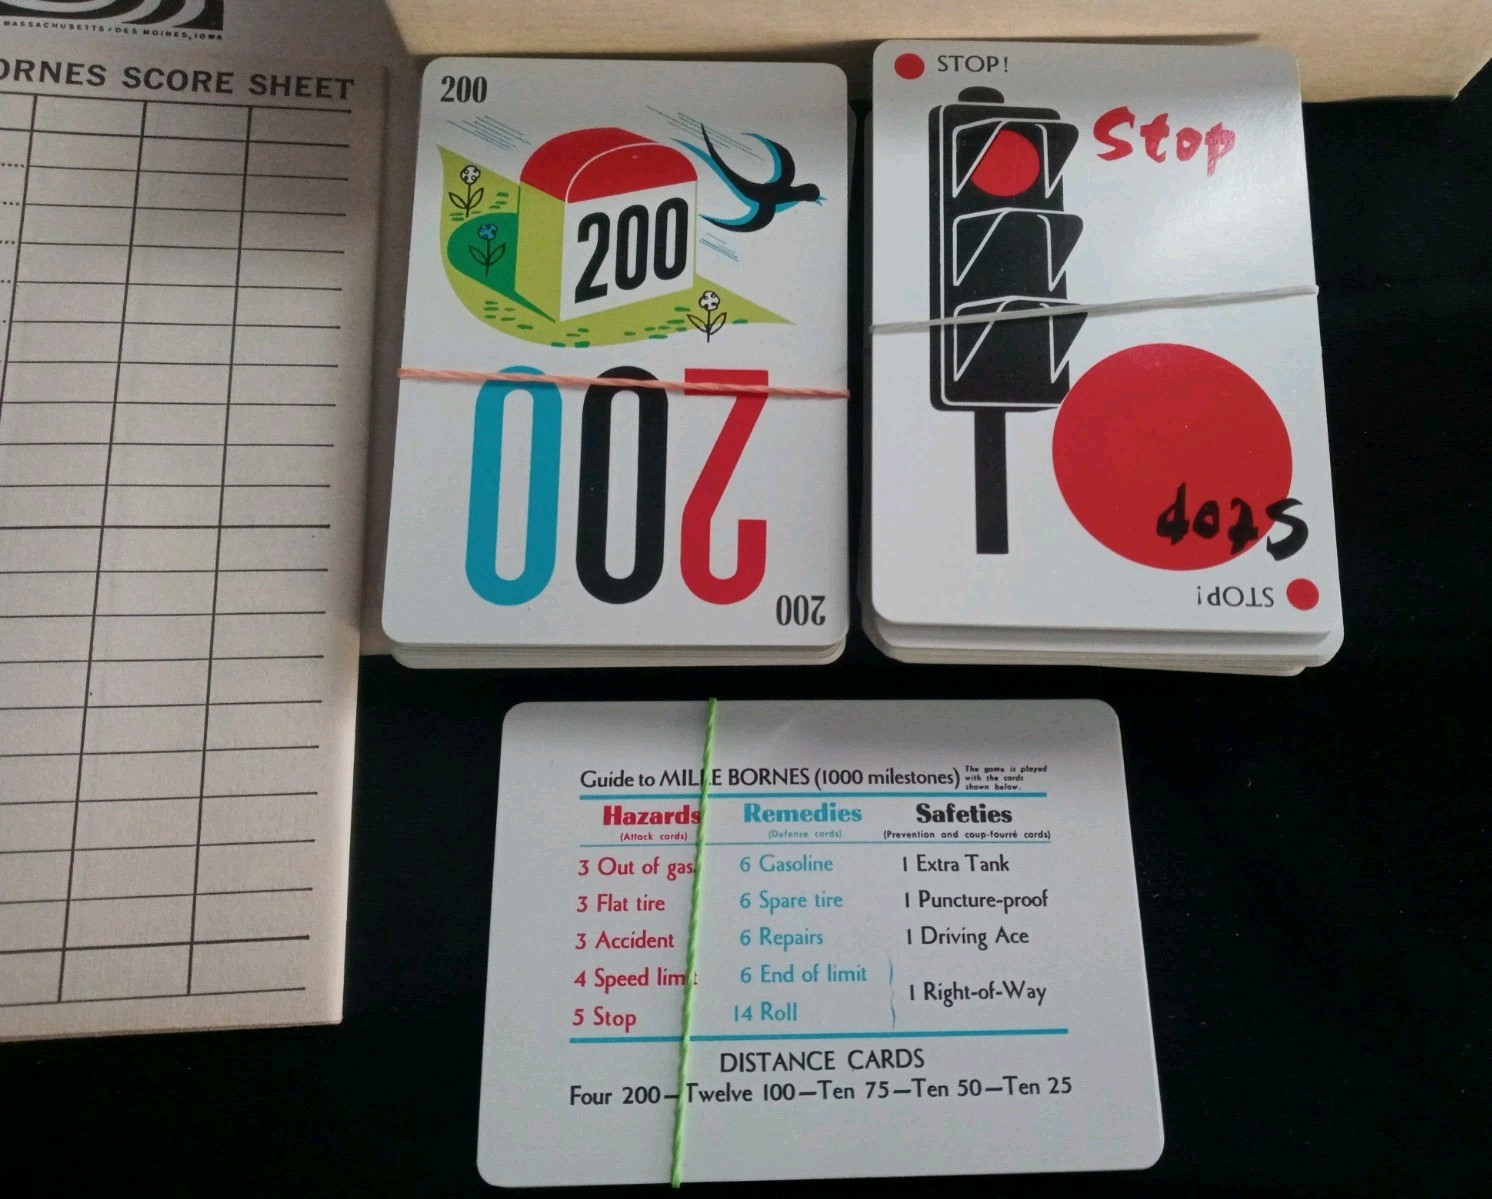 MASSACHUSETTS/DES MOINES, IOWA
ORNES SCORE SHEET
200
200
200
200
STOP!
Stop
Stop
STOP!
Guide to MILLE BORNES (1000 milestones) The game is played
with the cards
shown below.
Hazards Remedies Safeties
(Attack cards) (Defense cards) (Prevention and coup-fourré cards)
3 Out of gas 6 Gasoline 1 Extra Tank
3 Flat tire 6 Spare tire 1 Puncture-proof
3 Accident 6 Repairs 1 Driving Ace
4 Speed limit 6 End of limit
1 Right-of-Way
5 Stop 14 Roll
DISTANCE CARDS
Four 200—Twelve 100—Ten 75—Ten 50—Ten 25